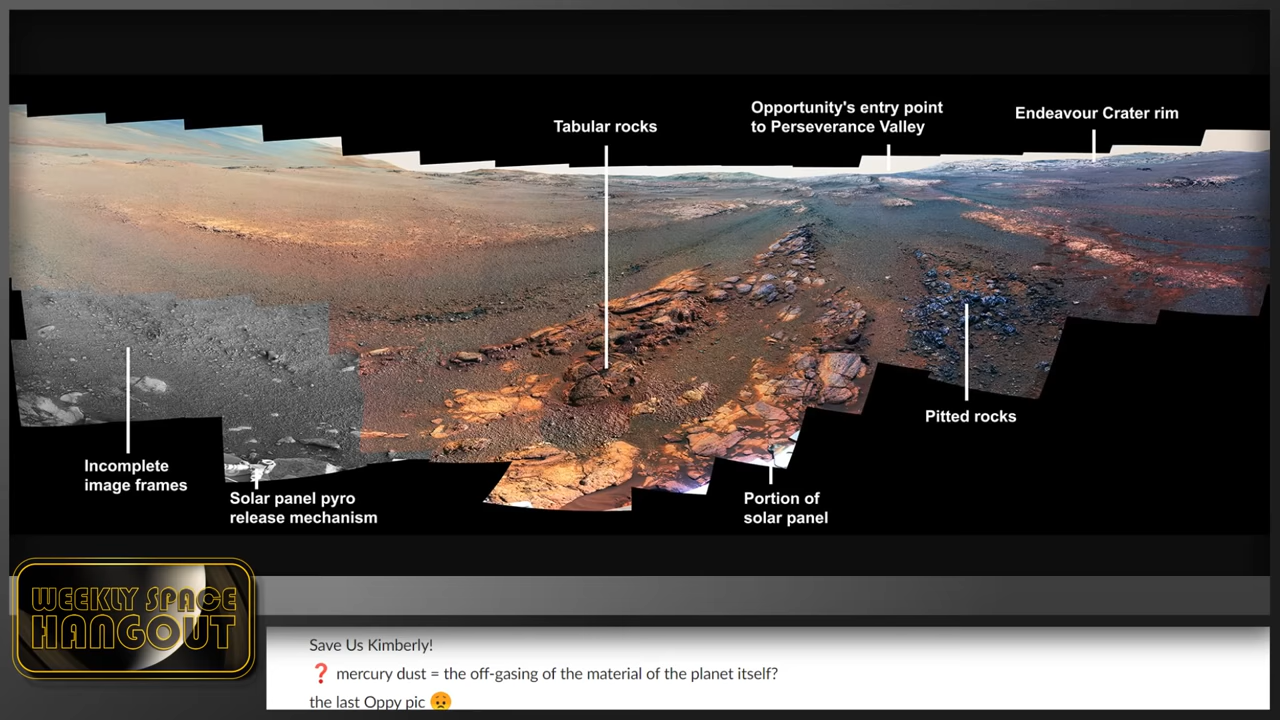 Tabular rocks
Opportunity's entry point
to Perseverance Valley
Endeavour Crater rim
Incomplete
image frames
Solar panel pyro
release mechanism
Portion of
solar panel
Pitted rocks
WEEKLY SPACE
HANGOUT
Save Us Kimberly!
❓ mercury dust = the off-gasing of the material of the planet itself?
the last Oppy pic 😟